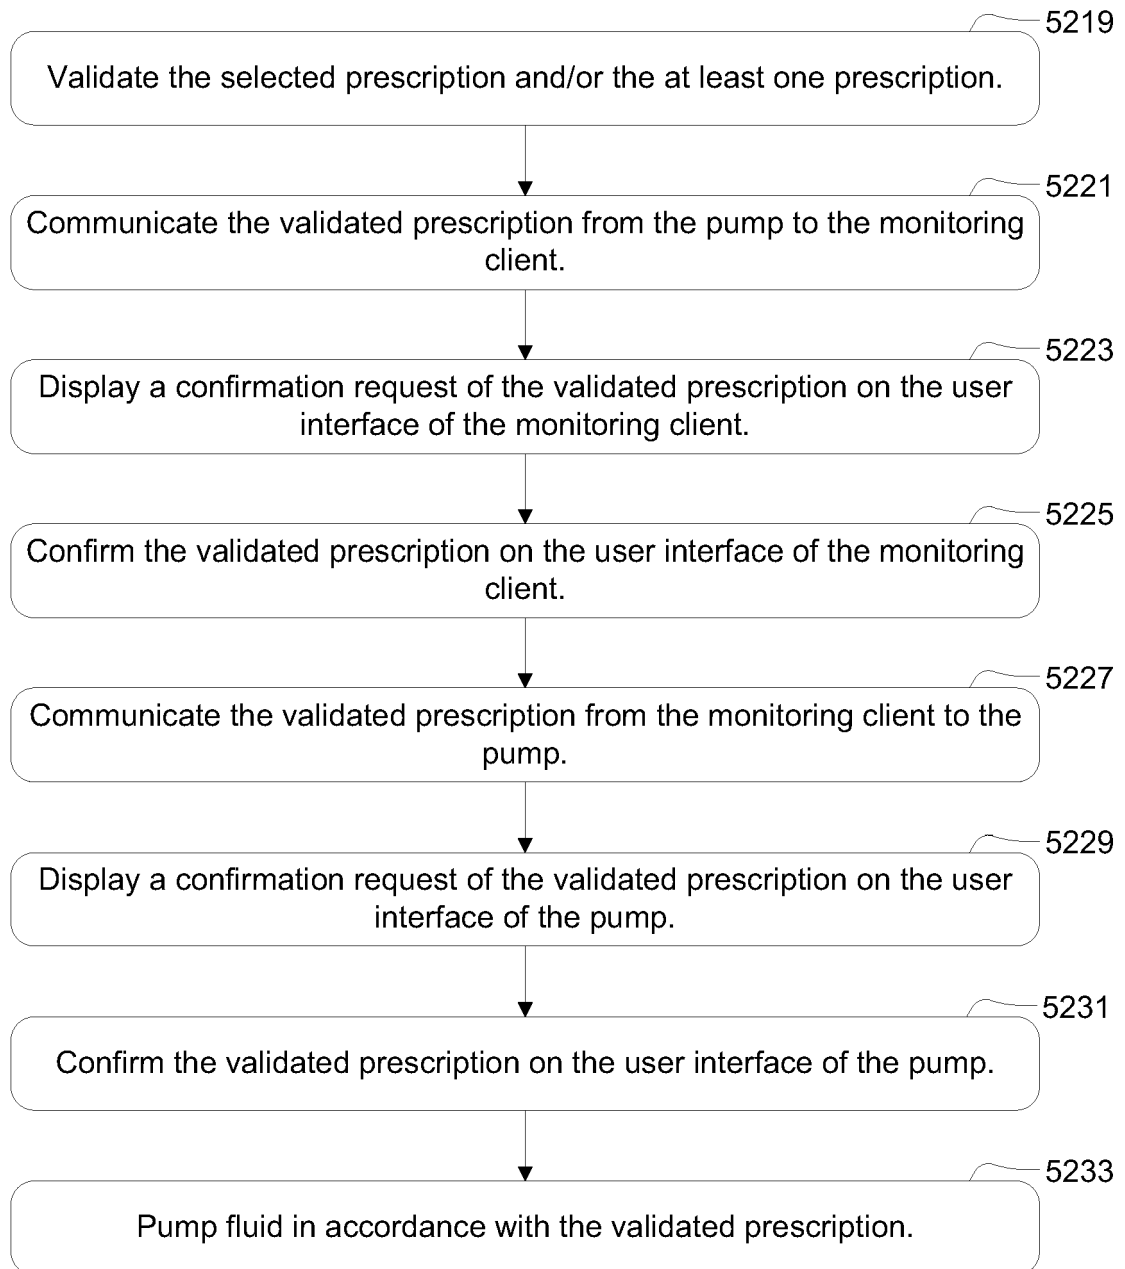 5219
Validate the selected prescription and/or the at least one prescription.
5221
Communicate the validated prescription from the pump to the monitoring
client.
5223
Display a confirmation request of the validated prescription on the user
interface of the monitoring client.
5225
Confirm the validated prescription on the user interface of the monitoring
client.
5227
Communicate the validated prescription from the monitoring client to the
pump.
5229
Display a confirmation request of the validated prescription on the user
interface of the pump.
5231
Confirm the validated prescription on the user interface of the pump.
5233
Pump fluid in accordance with the validated prescription.